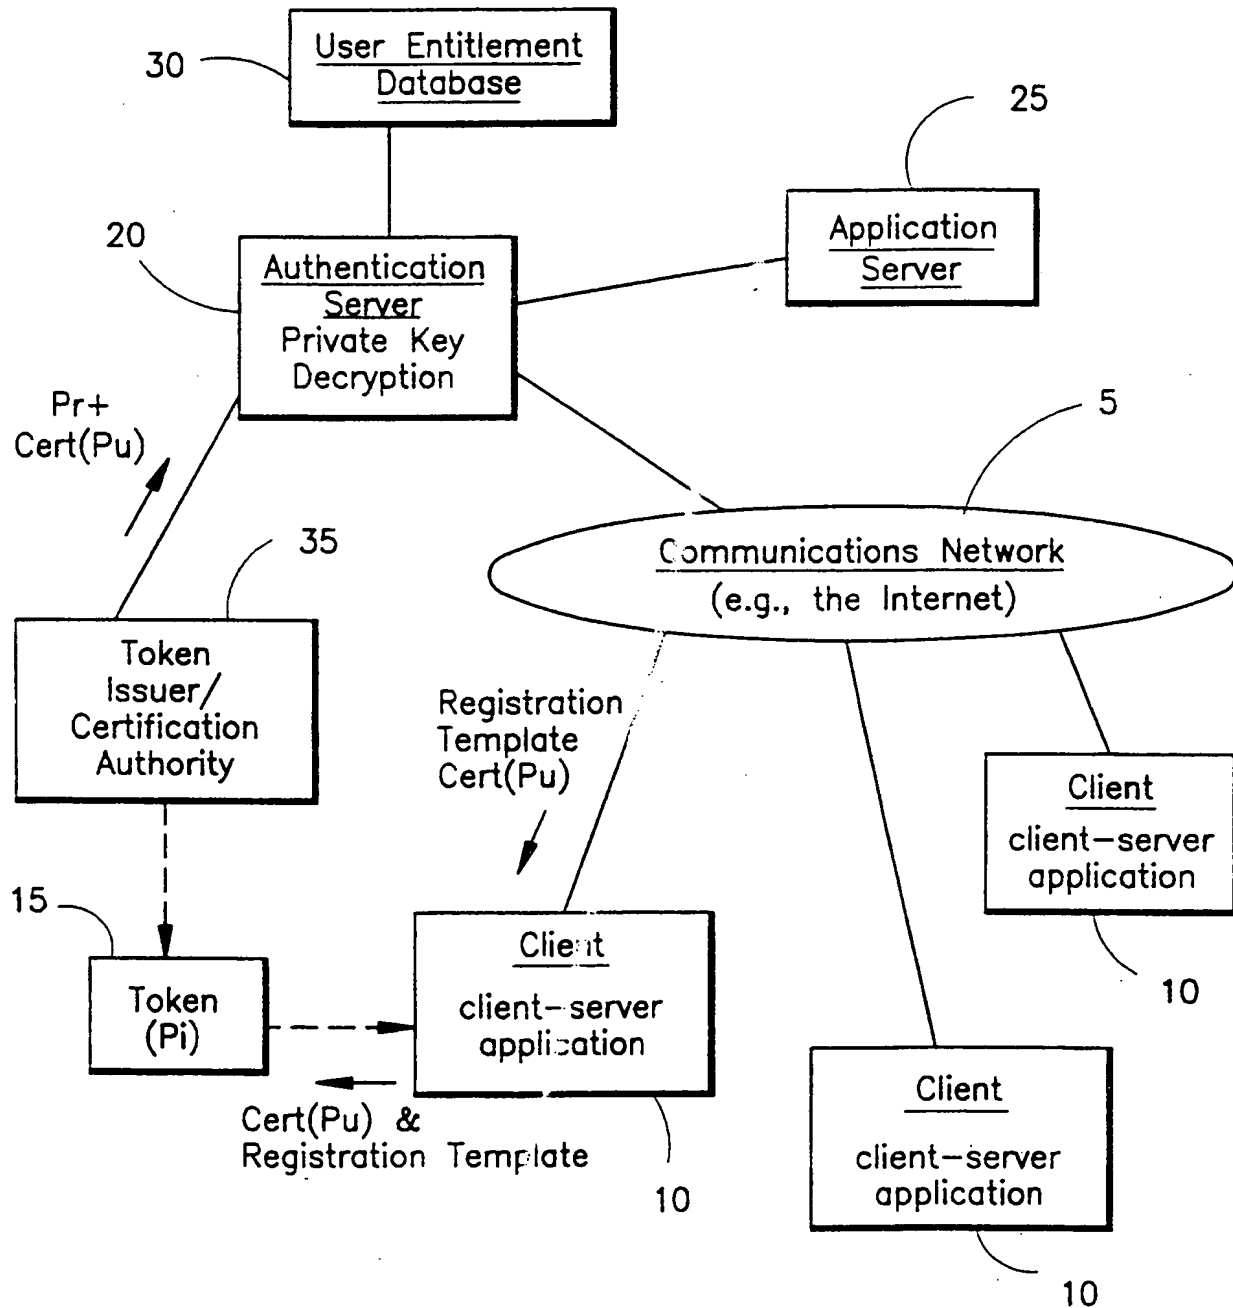 User Entitlement
Database
30
25
Application
Server
20
Authentication
Server
Private Key
Decryption
Pr+
Cert(Pu)
5
Communications Network
(e.g., the Internet)
35
Token
Issuer/
Certification
Authority
Registration
Template
Cert(Pu)
Client
client-server
application
10
15
Token
(Pi)
Client
client-server
application
Cert(Pu) &
Registration Template
10
Client
client-server
application
10